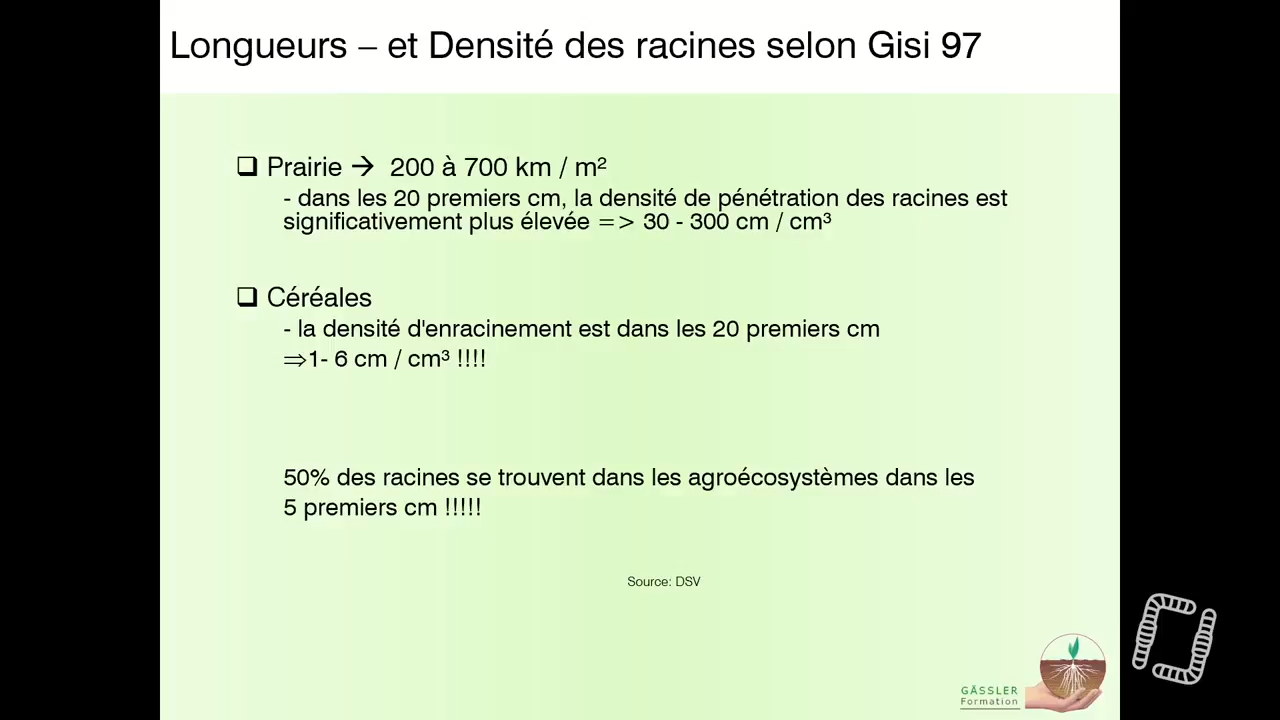 Longueurs – et Densité des racines selon Gisi 97
❑ Prairie → 200 à 700 km / m²
- dans les 20 premiers cm, la densité de pénétration des racines est
significativement plus élevée => 30 - 300 cm / cm³
❑ Céréales
- la densité d'enracinement est dans les 20 premiers cm
⇒1- 6 cm / cm³ !!!!
50% des racines se trouvent dans les agroécosystèmes dans les
5 premiers cm !!!!!
Source: DSV
GÄSSLER
Formation